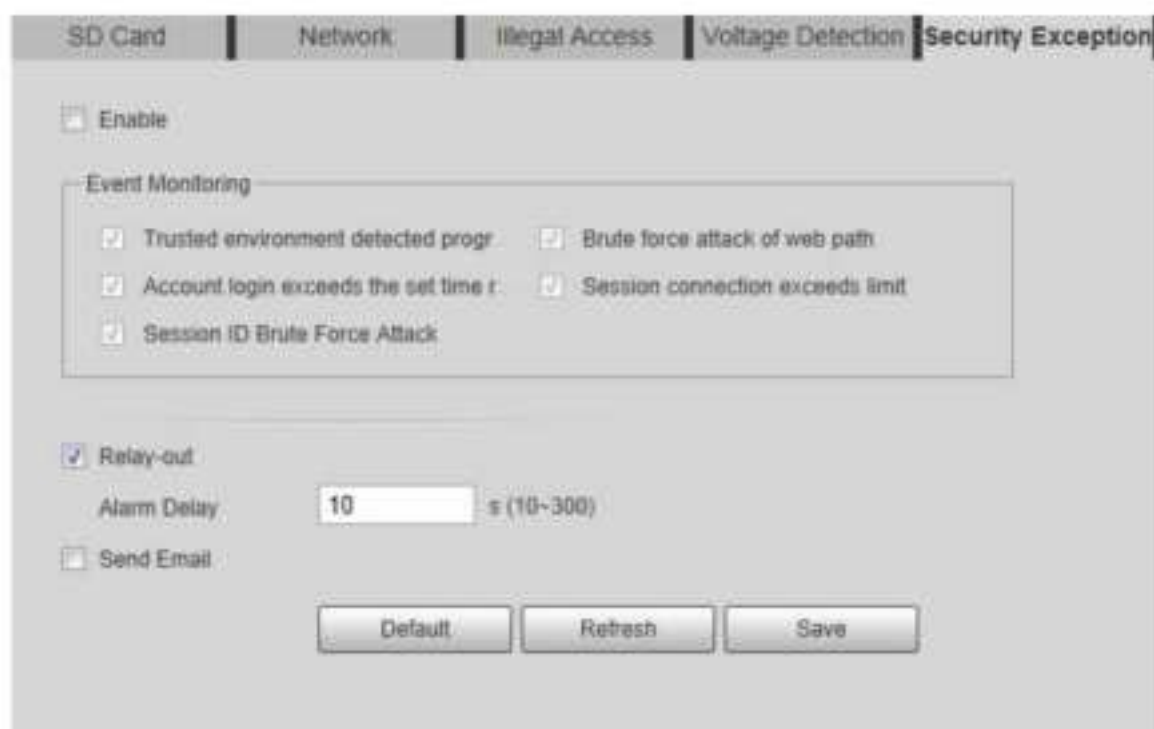 SD Card Network Illegal Access Voltage Detection Security Exception
Enable
Event Monitoring
Trusted environment detected progr Brute force attack of web path
Account login exceeds the set time r Session connection exceeds limit
Session ID Brute Force Attack
Relay-out
Alarm Delay 10 s (10~300)
Send Email
Default Refresh Save